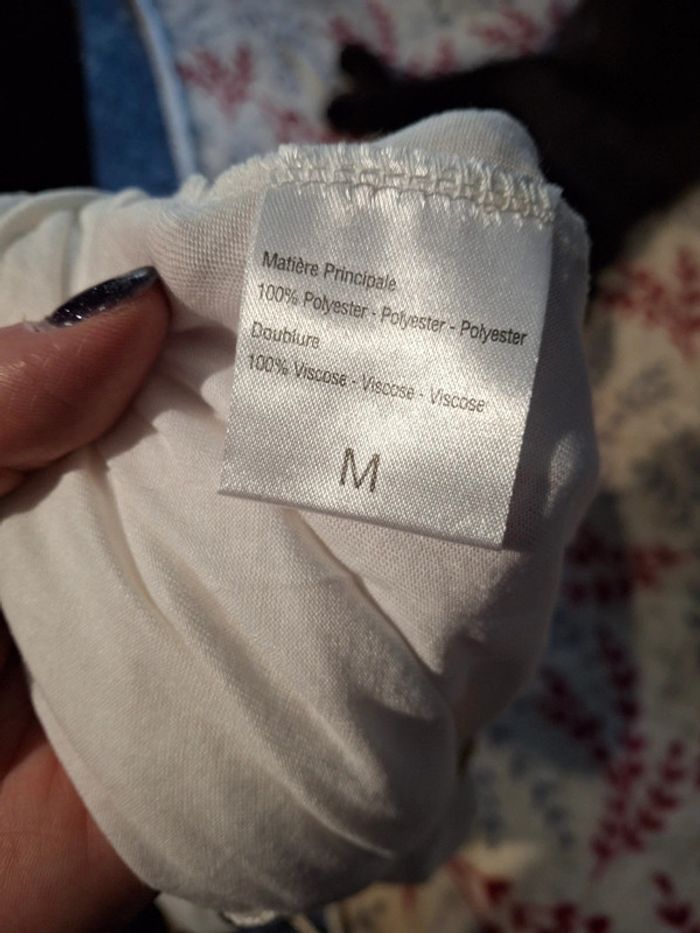 Matière Principale
100% Polyester - Polyester - Polyester
Doublure
100% Viscose - Viscose - Viscose
M